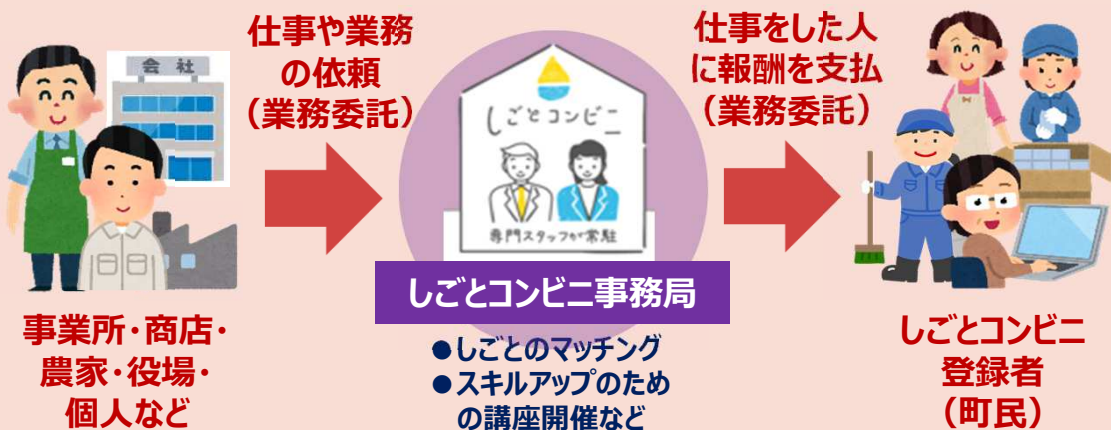 会社
事業所・商店・
農家・役場・
個人など
仕事や業務
の依頼
（業務委託）
しごとコンビニ
専門スタッフが常駐
しごとコンビニ事務局
●しごとのマッチング
●スキルアップのため
の講座開催など
仕事をした人
に報酬を支払
（業務委託）
しごとコンビニ
登録者
（町民）